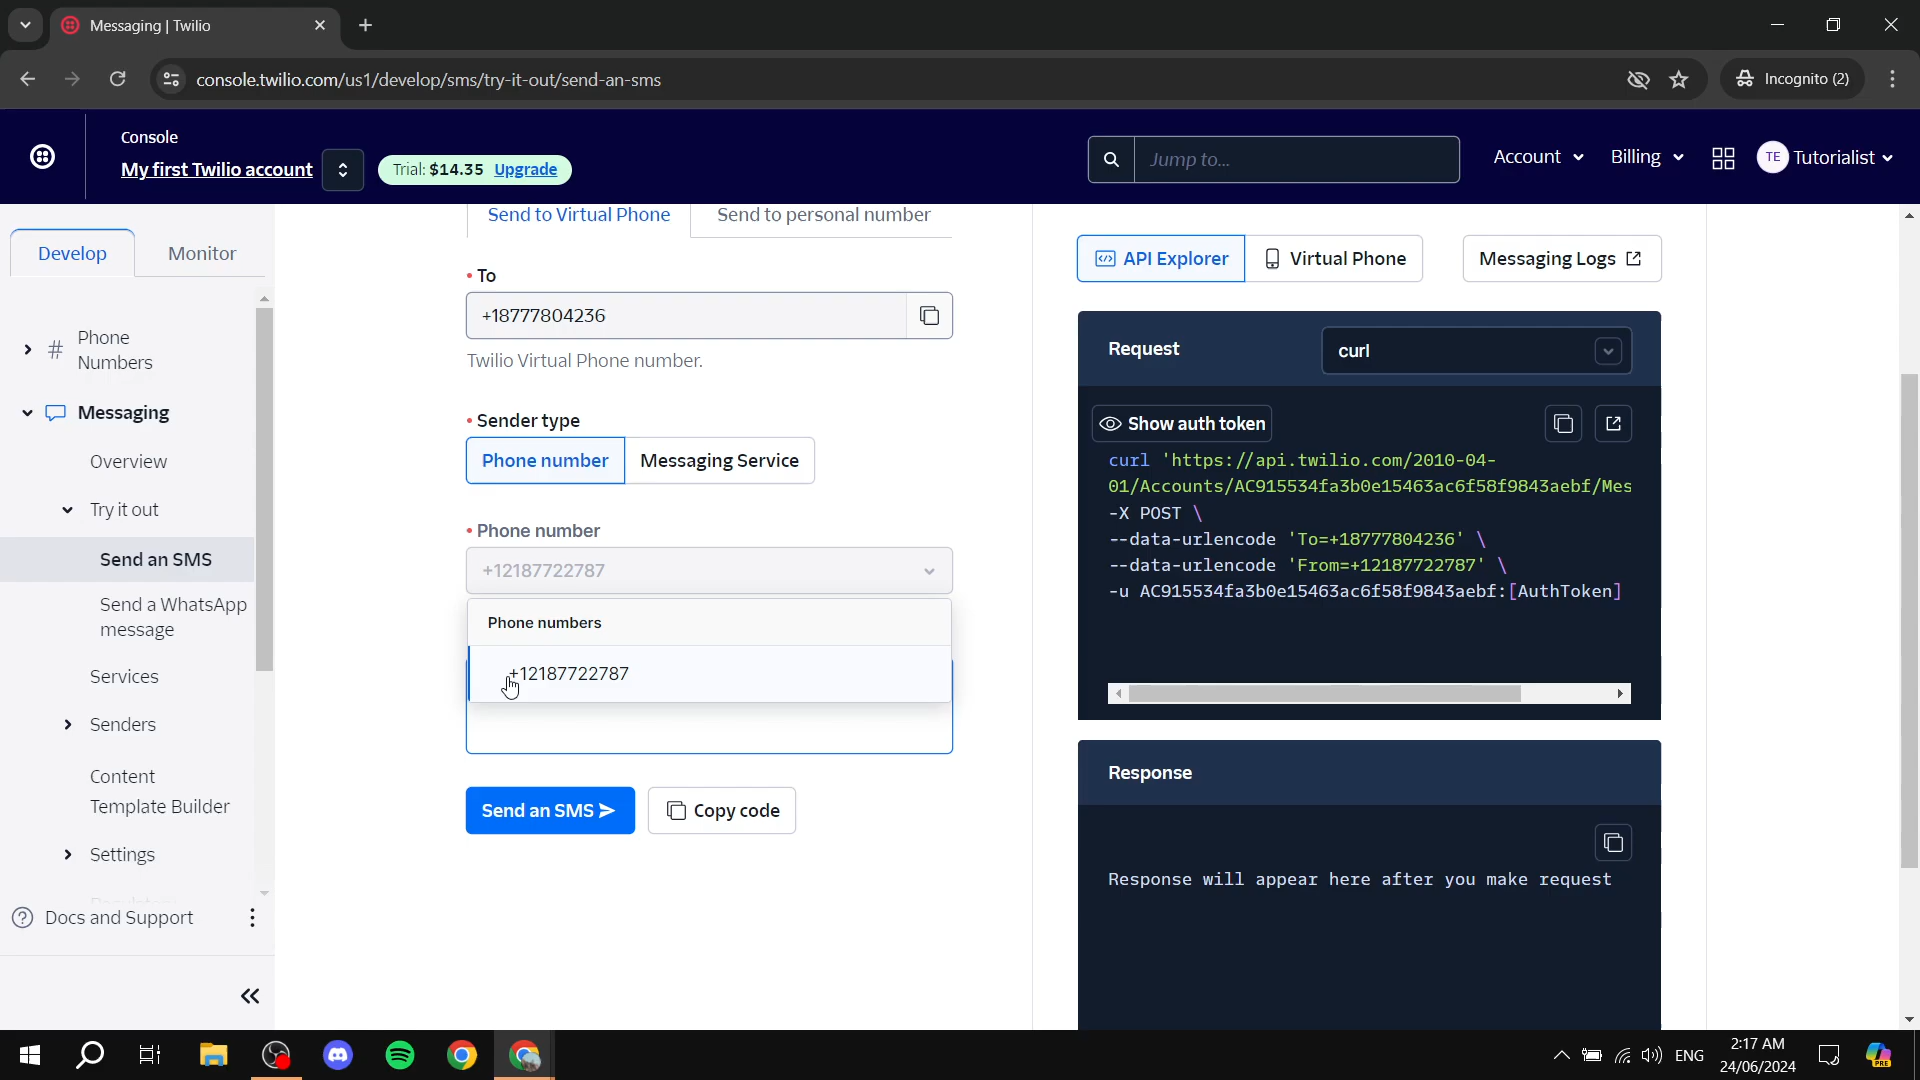 Messaging | Twilio
console.twilio.com/us1/develop/sms/try-it-out/send-an-sms
Incognito (2)
Console
My first Twilio account
Trial: $14.35 Upgrade
Jump to...
Account
Billing
TE
Tutorialist
Develop
Monitor
#
Phone
Numbers
Messaging
Overview
Try it out
Send an SMS
Send a WhatsApp
message
Services
Senders
Content
Template Builder
Settings
Docs and Support
Send to Virtual Phone
Send to personal number
• To
+18777804236
Twilio Virtual Phone number.
• Sender type
Phone number
Messaging Service
• Phone number
+12187722787
Phone numbers
+12187722787
Send an SMS
Copy code
API Explorer
Virtual Phone
Messaging Logs
Request
curl
Show auth token
curl 'https://api.twilio.com/2010-04-
01/Accounts/AC915534fa3b0e15463ac6f58f9843aebf/Mes
-X POST \
--data-urlencode 'To=+18777804236' \
--data-urlencode 'From=+12187722787' \
-u AC915534fa3b0e15463ac6f58f9843aebf:[AuthToken]
Response
Response will appear here after you make request
ENG
2:17 AM
24/06/2024
PRE